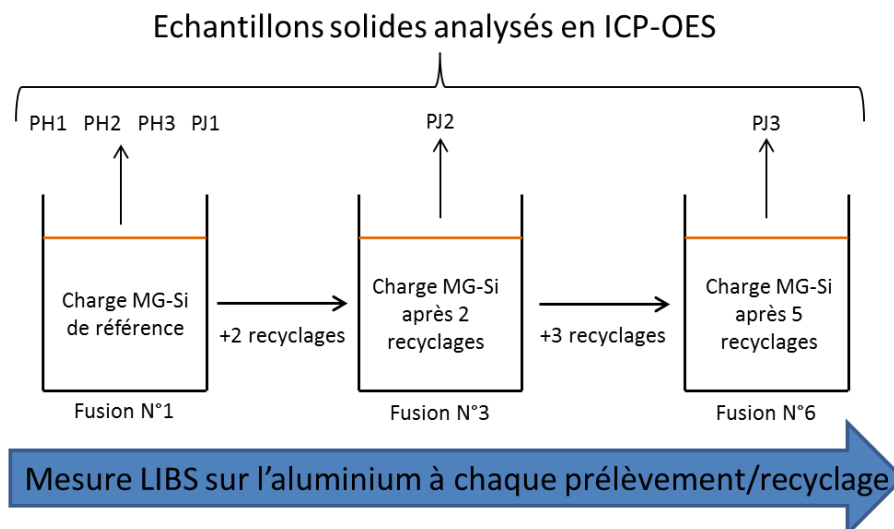 Echantillons solides analysés en ICP-OES
PH1 PH2 PH3 PJ1
PJ2
PJ3
Charge MG-Si
de référence
+2 recyclages
Charge MG-Si
après 2
recyclages
+3 recyclages
Charge MG-Si
après 5
recyclages
Fusion N°1
Fusion N°3
Fusion N°6
Mesure LIBS sur l'aluminium à chaque prélèvement/recyclage